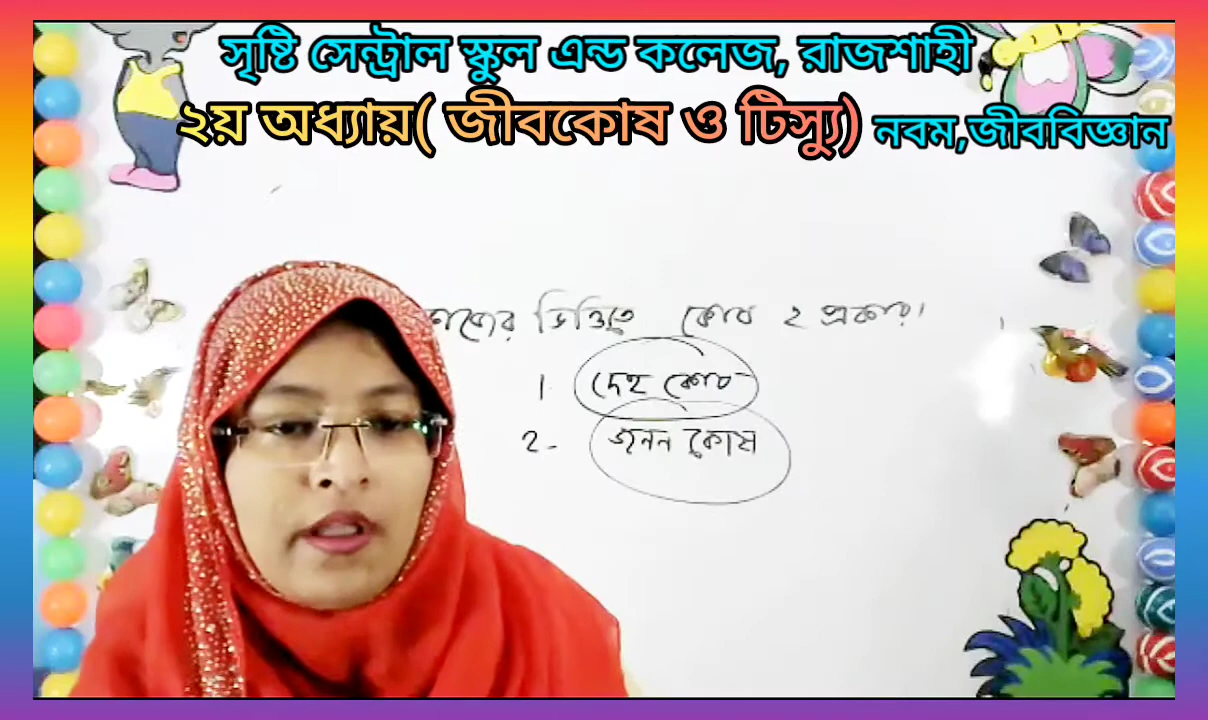 সৃষ্টি সেন্ট্রাল স্কুল এন্ড কলেজ, রাজশাহী
২য় অধ্যায়( জীবকোষ ও টিস্যু)
নবম,জীববিজ্ঞান
ভিত্তিতে কোষ ২ প্রকার।
১। দেহ কোষ
২- জনন কোষ